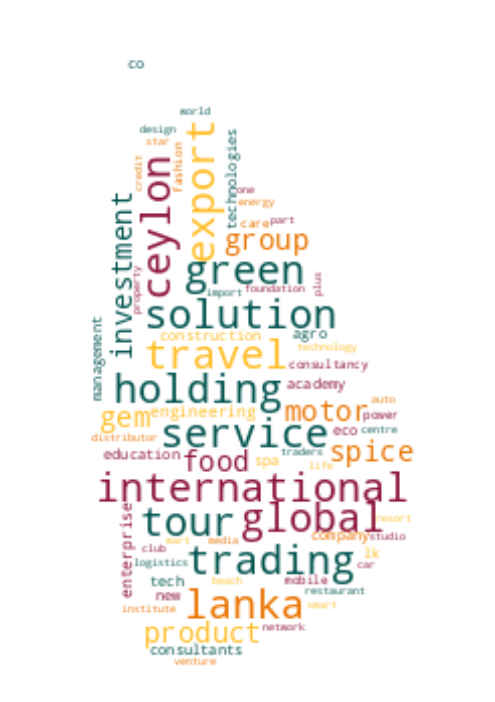 co
world
design
star
export
technologies
fashion
credit
ceylon
one
energy
investment
care
part
group
green
property
plus
import
foundation
solution
management
agro
construction
travel
technology
consultancy
holding
academy
auto
gem
engineering
motor
power
service
eco
centre
distributor
spice
education
food
traders
spa
life
international
enterprise
tour
global
resort
company
studio
mart
media
club
trading
lk
logistics
car
tech
beach
mobile
new
restaurant
lanka
institute
smart
product
network
consultants
venture